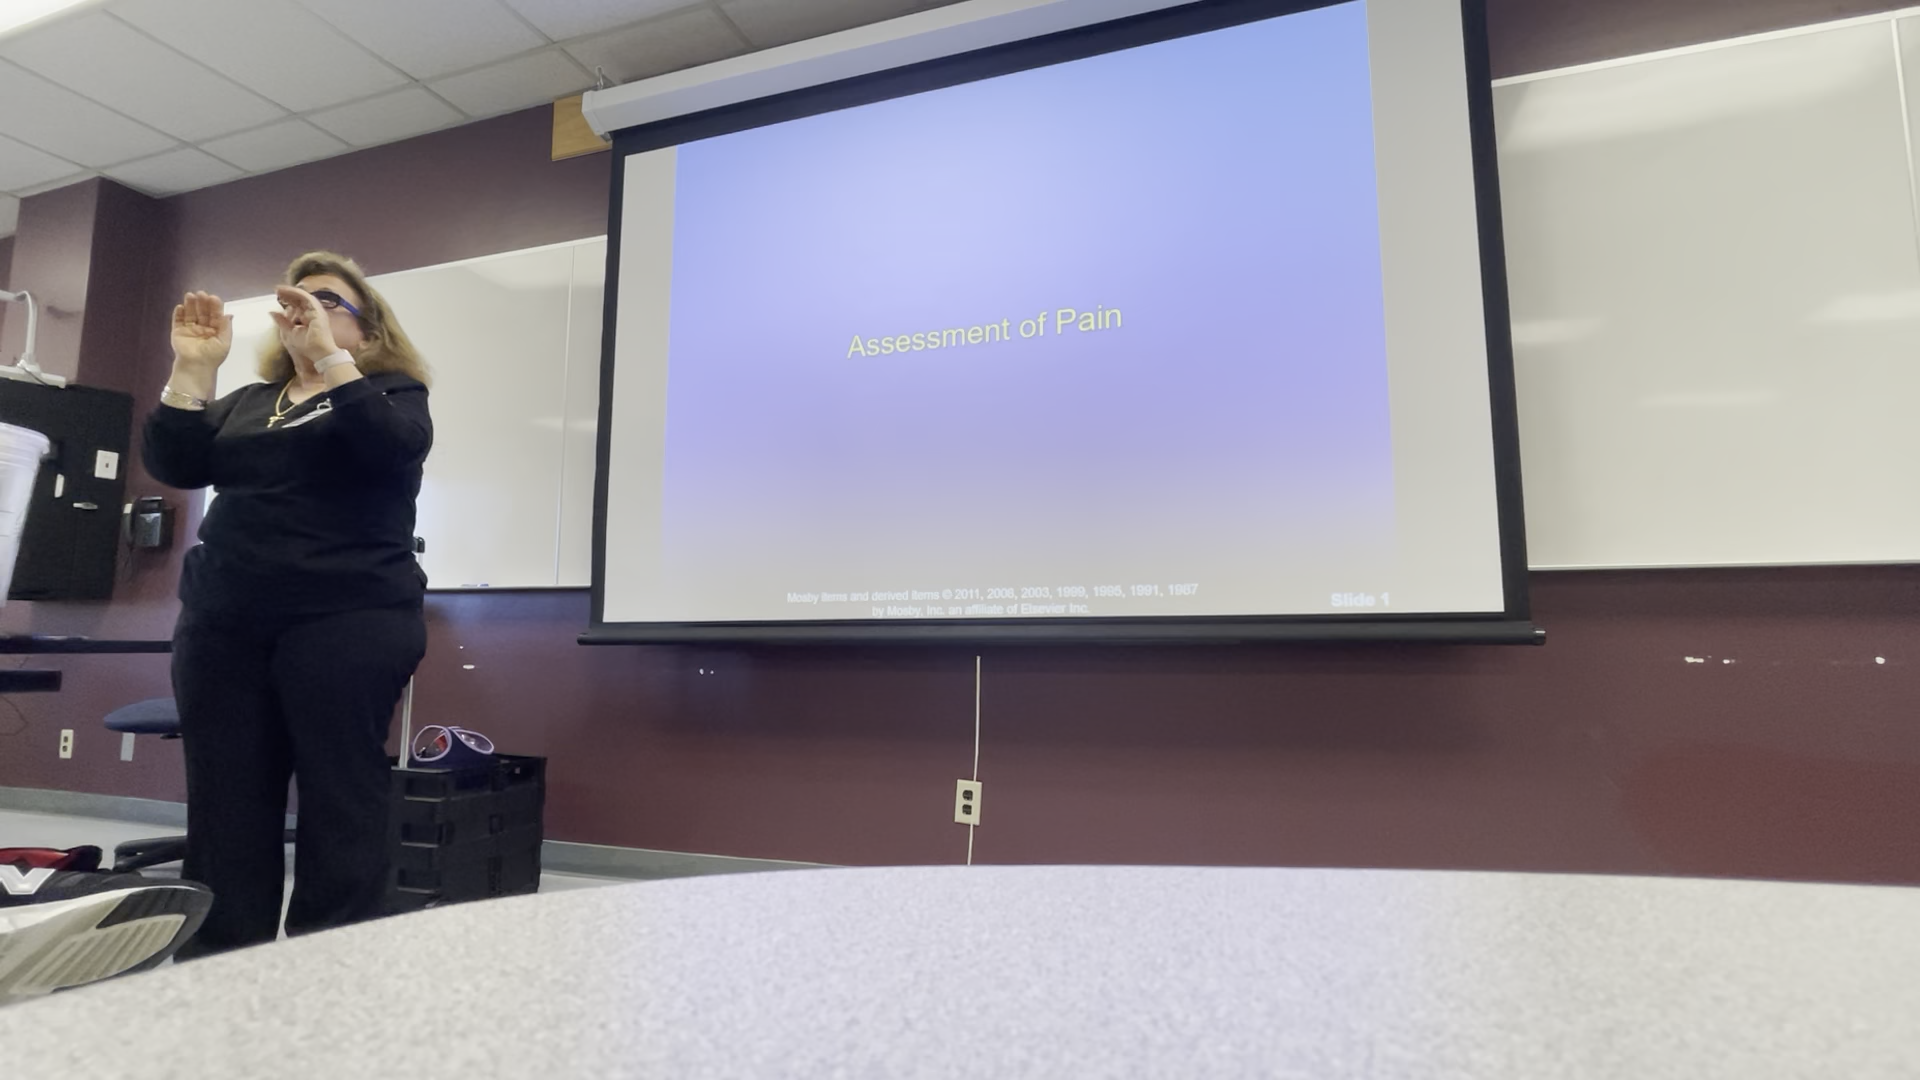 Assessment of Pain
Mosby items and derived items © 2011, 2008, 2003, 1999, 1995, 1991, 1987
by Mosby, Inc. an affiliate of Elsevier Inc.
Slide 1